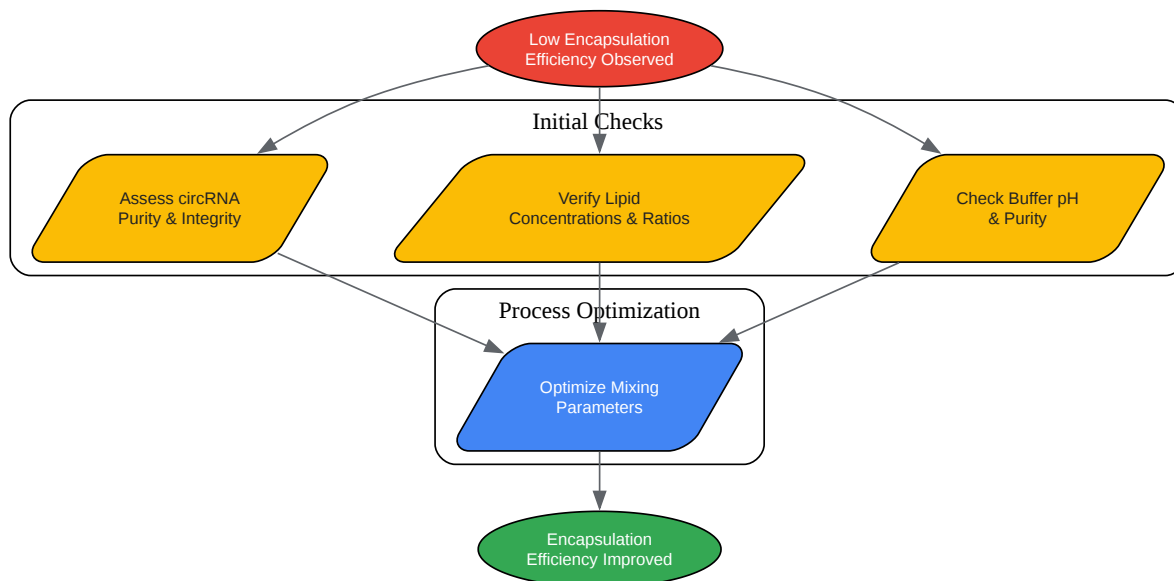 Low Encapsulation
Efficiency Observed
Initial Checks
Assess circRNA
Purity & Integrity
Verify Lipid
Concentrations & Ratios
Check Buffer pH
& Purity
Process Optimization
Optimize Mixing
Parameters
Encapsulation
Efficiency Improved